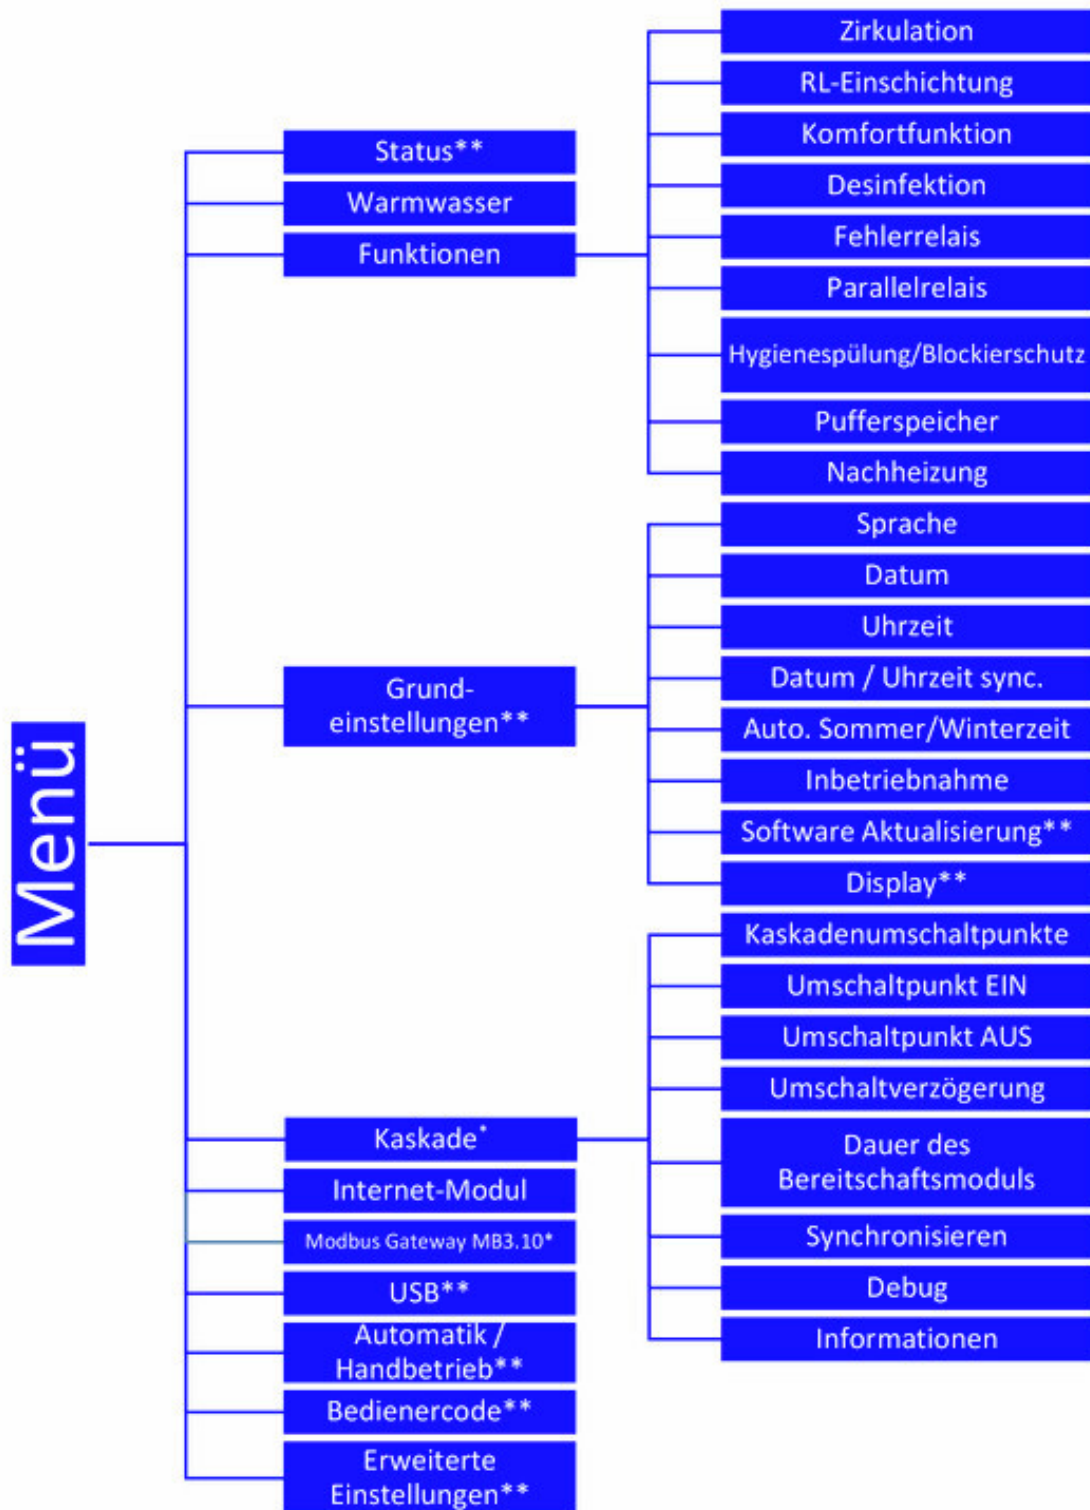 Menü
Status**
Warmwasser
Funktionen
Zirkulation
RL-Einschichtung
Komfortfunktion
Desinfektion
Fehlerrelais
Parallelrelais
Hygienespülung/Blockierschutz
Pufferspeicher
Nachheizung
Grund-
einstellungen**
Sprache
Datum
Uhrzeit
Datum / Uhrzeit sync.
Auto. Sommer/Winterzeit
Inbetriebnahme
Software Aktualisierung**
Display**
Kaskade*
Kaskadenumschaltpunkte
Umschaltpunkt EIN
Umschaltpunkt AUS
Umschaltverzögerung
Dauer des
Bereitschaftsmoduls
Synchronisieren
Debug
Informationen
Internet-Modul
Modbus Gateway MB3.10*
USB**
Automatik /
Handbetrieb**
Bedienercode**
Erweiterte
Einstellungen**